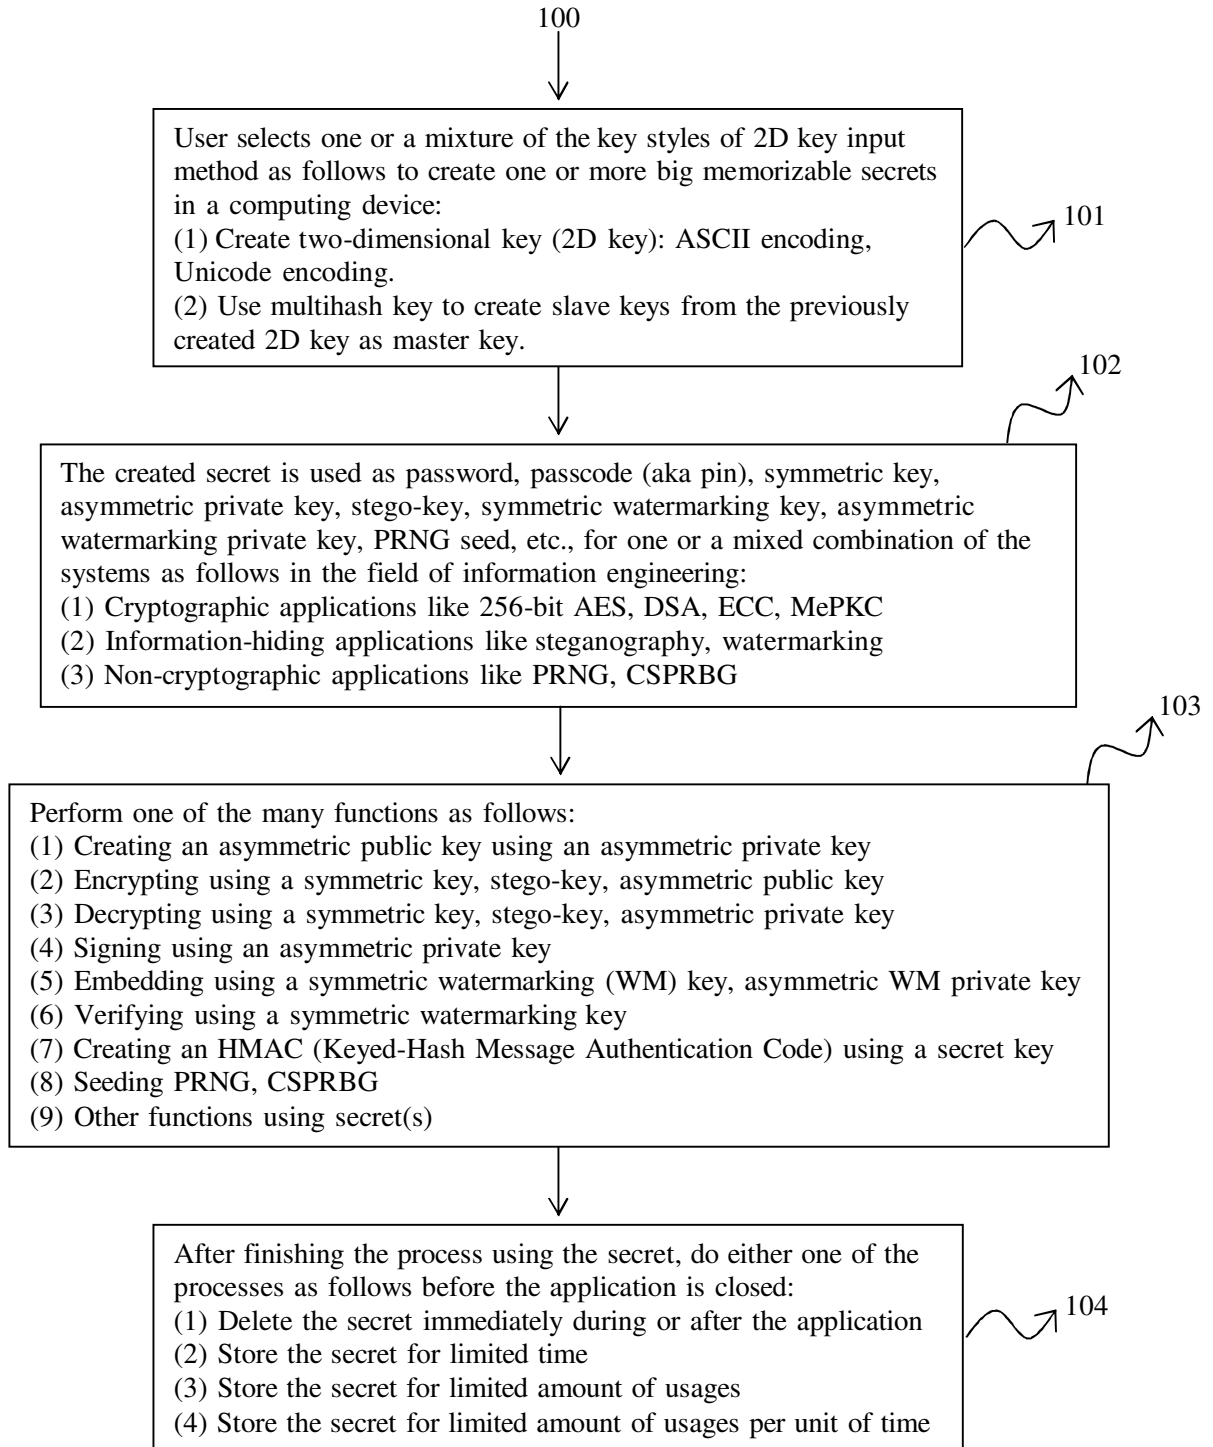 100
User selects one or a mixture of the key styles of 2D key input
method as follows to create one or more big memorizable secrets
in a computing device:
(1) Create two-dimensional key (2D key): ASCII encoding,
Unicode encoding.
(2) Use multihash key to create slave keys from the previously
created 2D key as master key.
101
102
The created secret is used as password, passcode (aka pin), symmetric key,
asymmetric private key, stego-key, symmetric watermarking key, asymmetric
watermarking private key, PRNG seed, etc., for one or a mixed combination of the
systems as follows in the field of information engineering:
(1) Cryptographic applications like 256-bit AES, DSA, ECC, MePKC
(2) Information-hiding applications like steganography, watermarking
(3) Non-cryptographic applications like PRNG, CSPRBG
103
Perform one of the many functions as follows:
(1) Creating an asymmetric public key using an asymmetric private key
(2) Encrypting using a symmetric key, stego-key, asymmetric public key
(3) Decrypting using a symmetric key, stego-key, asymmetric private key
(4) Signing using an asymmetric private key
(5) Embedding using a symmetric watermarking (WM) key, asymmetric WM private key
(6) Verifying using a symmetric watermarking key
(7) Creating an HMAC (Keyed-Hash Message Authentication Code) using a secret key
(8) Seeding PRNG, CSPRBG
(9) Other functions using secret(s)
After finishing the process using the secret, do either one of the
processes as follows before the application is closed:
(1) Delete the secret immediately during or after the application
(2) Store the secret for limited time
(3) Store the secret for limited amount of usages
(4) Store the secret for limited amount of usages per unit of time
104